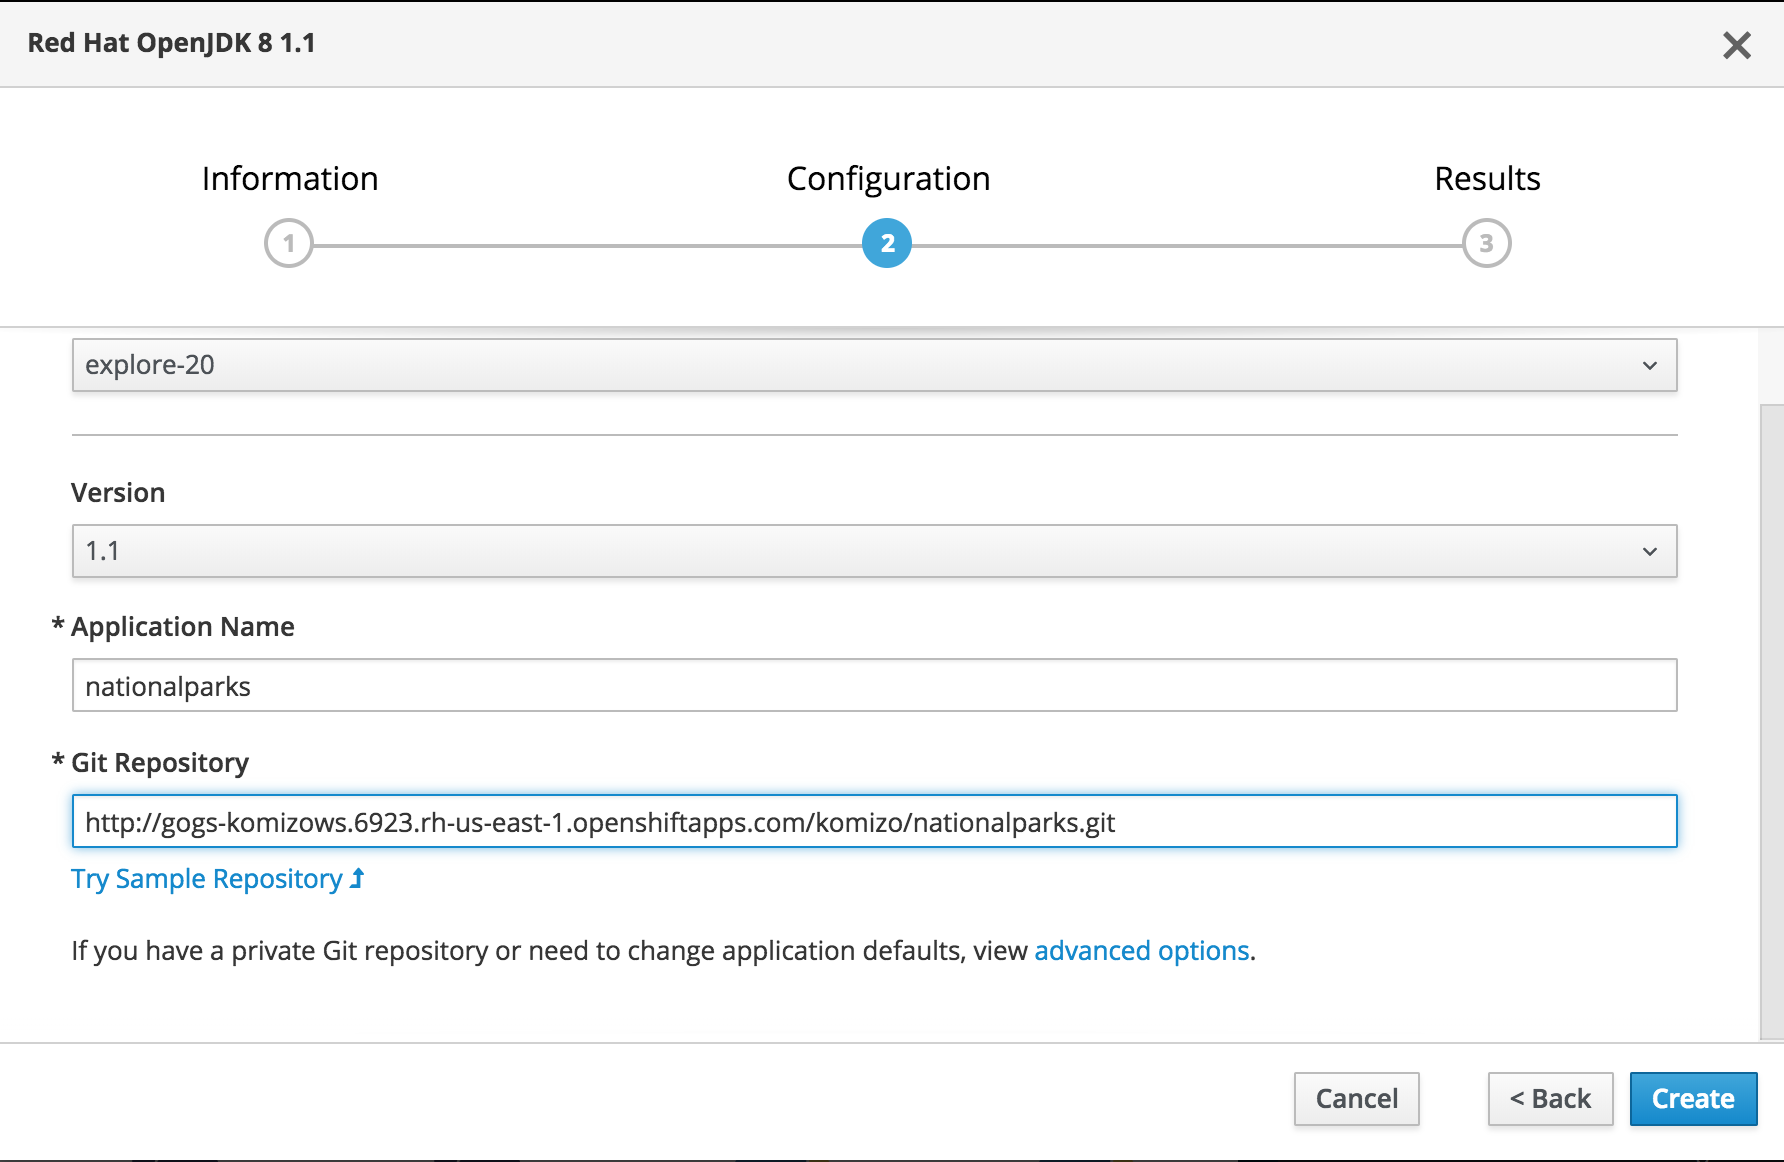 Red Hat OpenJDK 8 1.1
Information
Configuration
Results
1
2
3
explore-20
Version
1.1
* Application Name
nationalparks
* Git Repository
http://gogs-komizows.6923.rh-us-east-1.openshiftapps.com/komizo/nationalparks.git
Try Sample Repository
If you have a private Git repository or need to change application defaults, view advanced options.
Cancel
< Back
Create